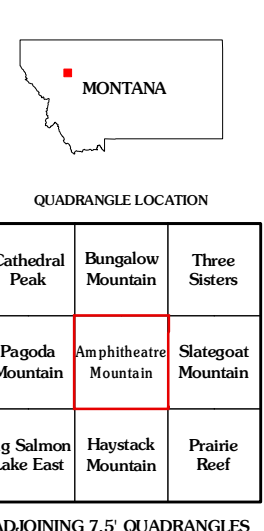 MONTANA
QUADRANGLE LOCATION
Cathedral Bungalow Three
Peak Mountain Sisters
Pagoda Amphitheatre Slategoat
Mountain Mountain Mountain
g Salmon Haystack Prairie
Lake East Mountain Reef
ADJOINING 7.5' QUADRANGLES